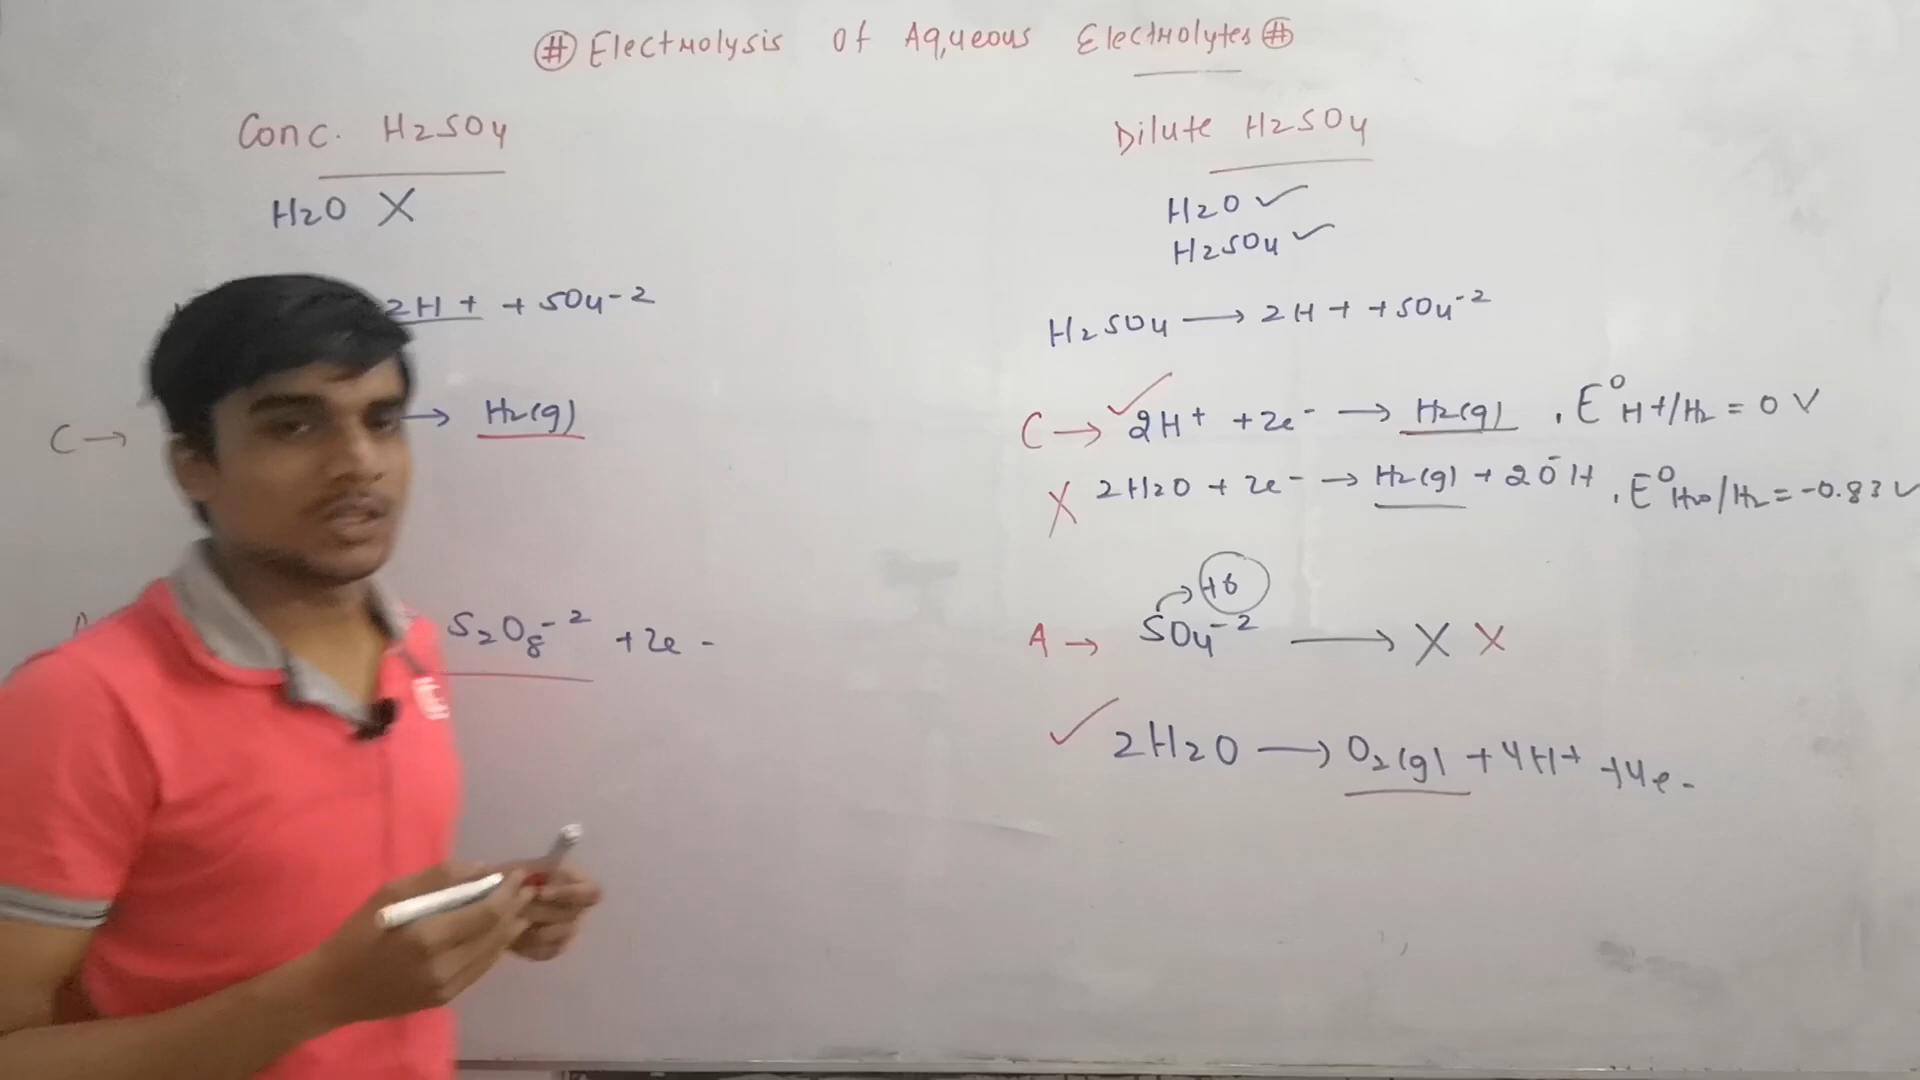 # Electrolysis of Aqueous Electrolytes #
Conc. H2SO4
H2O X
2H+ + SO4-2
C → → H2(g)
S2O8-2 + 2e-
Dilute H2SO4
H2O ✓
H2SO4 ✓
H2SO4 → 2H+ + SO4-2
C → ✓ 2H+ + 2e- → H2(g) , E°H+/H2 = 0 V
X 2H2O + 2e- → H2(g) + 2ŌH , E°H2O/H2 = -0.83 V
+6
A → SO4-2 → X X
✓ 2H2O → O2(g) + 4H+ + 4e-